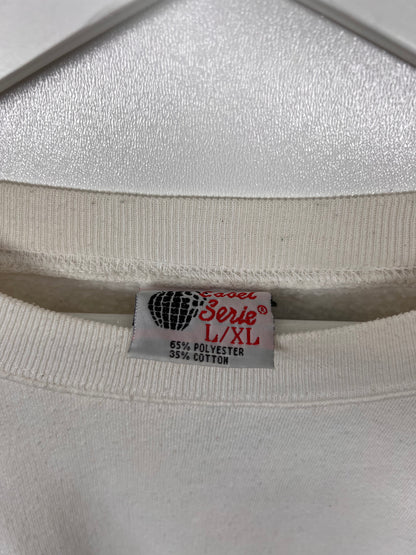 Serie®
L/XL
65% POLYESTER
35% COTTON